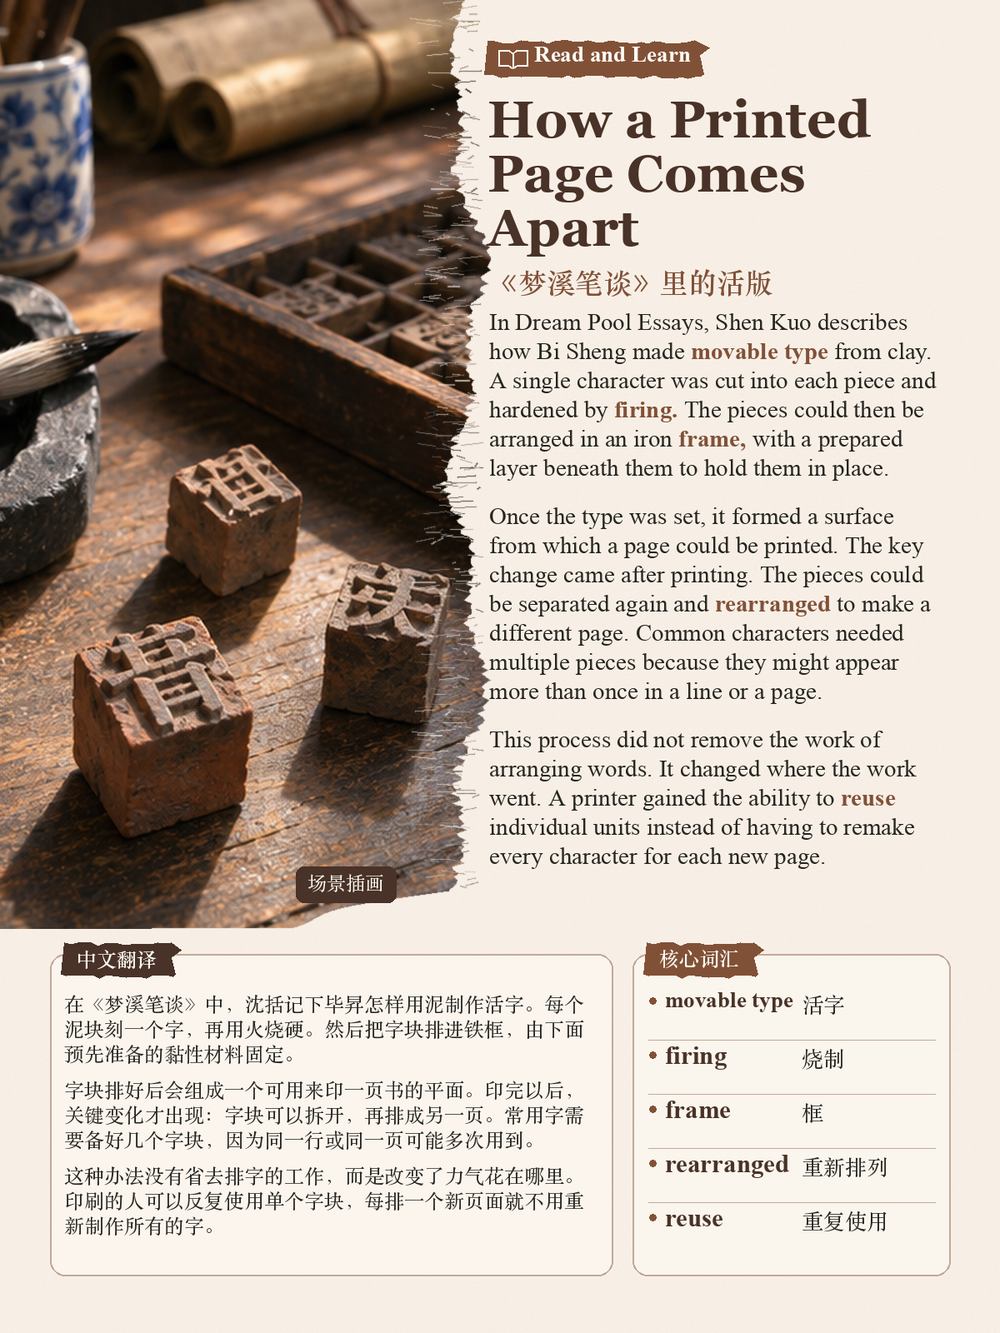 Read and Learn
How a Printed
Page Comes
Apart
《梦溪笔谈》里的活版
In Dream Pool Essays, Shen Kuo describes
how Bi Sheng made movable type from clay.
A single character was cut into each piece and
hardened by firing. The pieces could then be
arranged in an iron frame, with a prepared
layer beneath them to hold them in place.
Once the type was set, it formed a surface
from which a page could be printed. The key
change came after printing. The pieces could
be separated again and rearranged to make a
different page. Common characters needed
multiple pieces because they might appear
more than once in a line or a page.
This process did not remove the work of
arranging words. It changed where the work
went. A printer gained the ability to reuse
individual units instead of having to remake
every character for each new page.
场景插画
中文翻译
在《梦溪笔谈》中，沈括记下毕昇怎样用泥制作活字。每个
泥块刻一个字，再用火烧硬。然后把字块排进铁框，由下面
预先准备的黏性材料固定。
字块排好后会组成一个可用来印一页书的平面。印完以后，
关键变化才出现：字块可以拆开，再排成另一页。常用字需
要备好几个字块，因为同一行或同一页可能多次用到。
这种办法没有省去排字的工作，而是改变了力气花在哪里。
印刷的人可以反复使用单个字块，每排一个新页面就不用重
新制作所有的字。
核心词汇
movable type 活字
firing 烧制
frame 框
rearranged 重新排列
reuse 重复使用